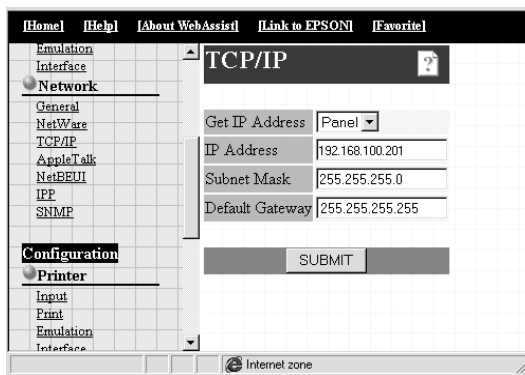 [Home] [Help] [About WebAssist] [Link to EPSON] [Favorite]
Emulation
Interface
Network
General
NetWare
TCP/IP
AppleTalk
NetBEUI
IPP
SNMP
Configuration
Printer
Input
Print
Emulation
Interface
TCP/IP ?
Get IP Address Panel
IP Address 192.168.100.201
Subnet Mask 255.255.255.0
Default Gateway 255.255.255.255
SUBMIT
Internet zone